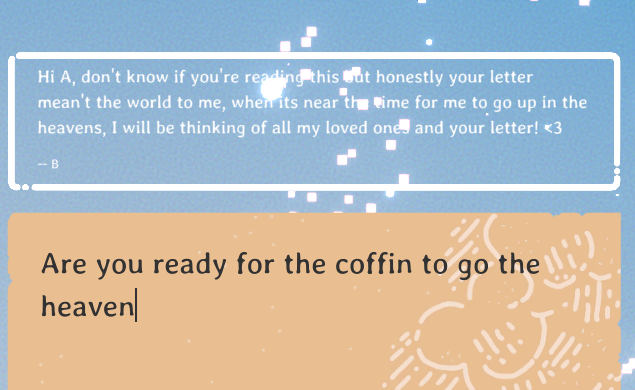 Hi A, don't know if you're reading this but honestly your letter
mean't the world to me, when its near the time for me to go up in the
heavens, I will be thinking of all my loved ones and your letter! <3
-- B
Are you ready for the coffin to go the
heaven